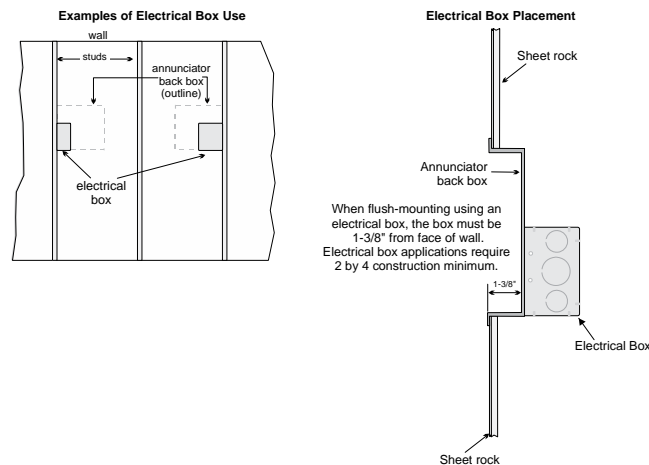 Examples of Electrical Box Use
wall
studs
annunciator
back box
(outline)
electrical
box
Electrical Box Placement
Sheet rock
Annunciator
back box
When flush-mounting using an
electrical box, the box must be
1-3/8" from face of wall.
Electrical box applications require
2 by 4 construction minimum.
1-3/8"
Electrical Box
Sheet rock